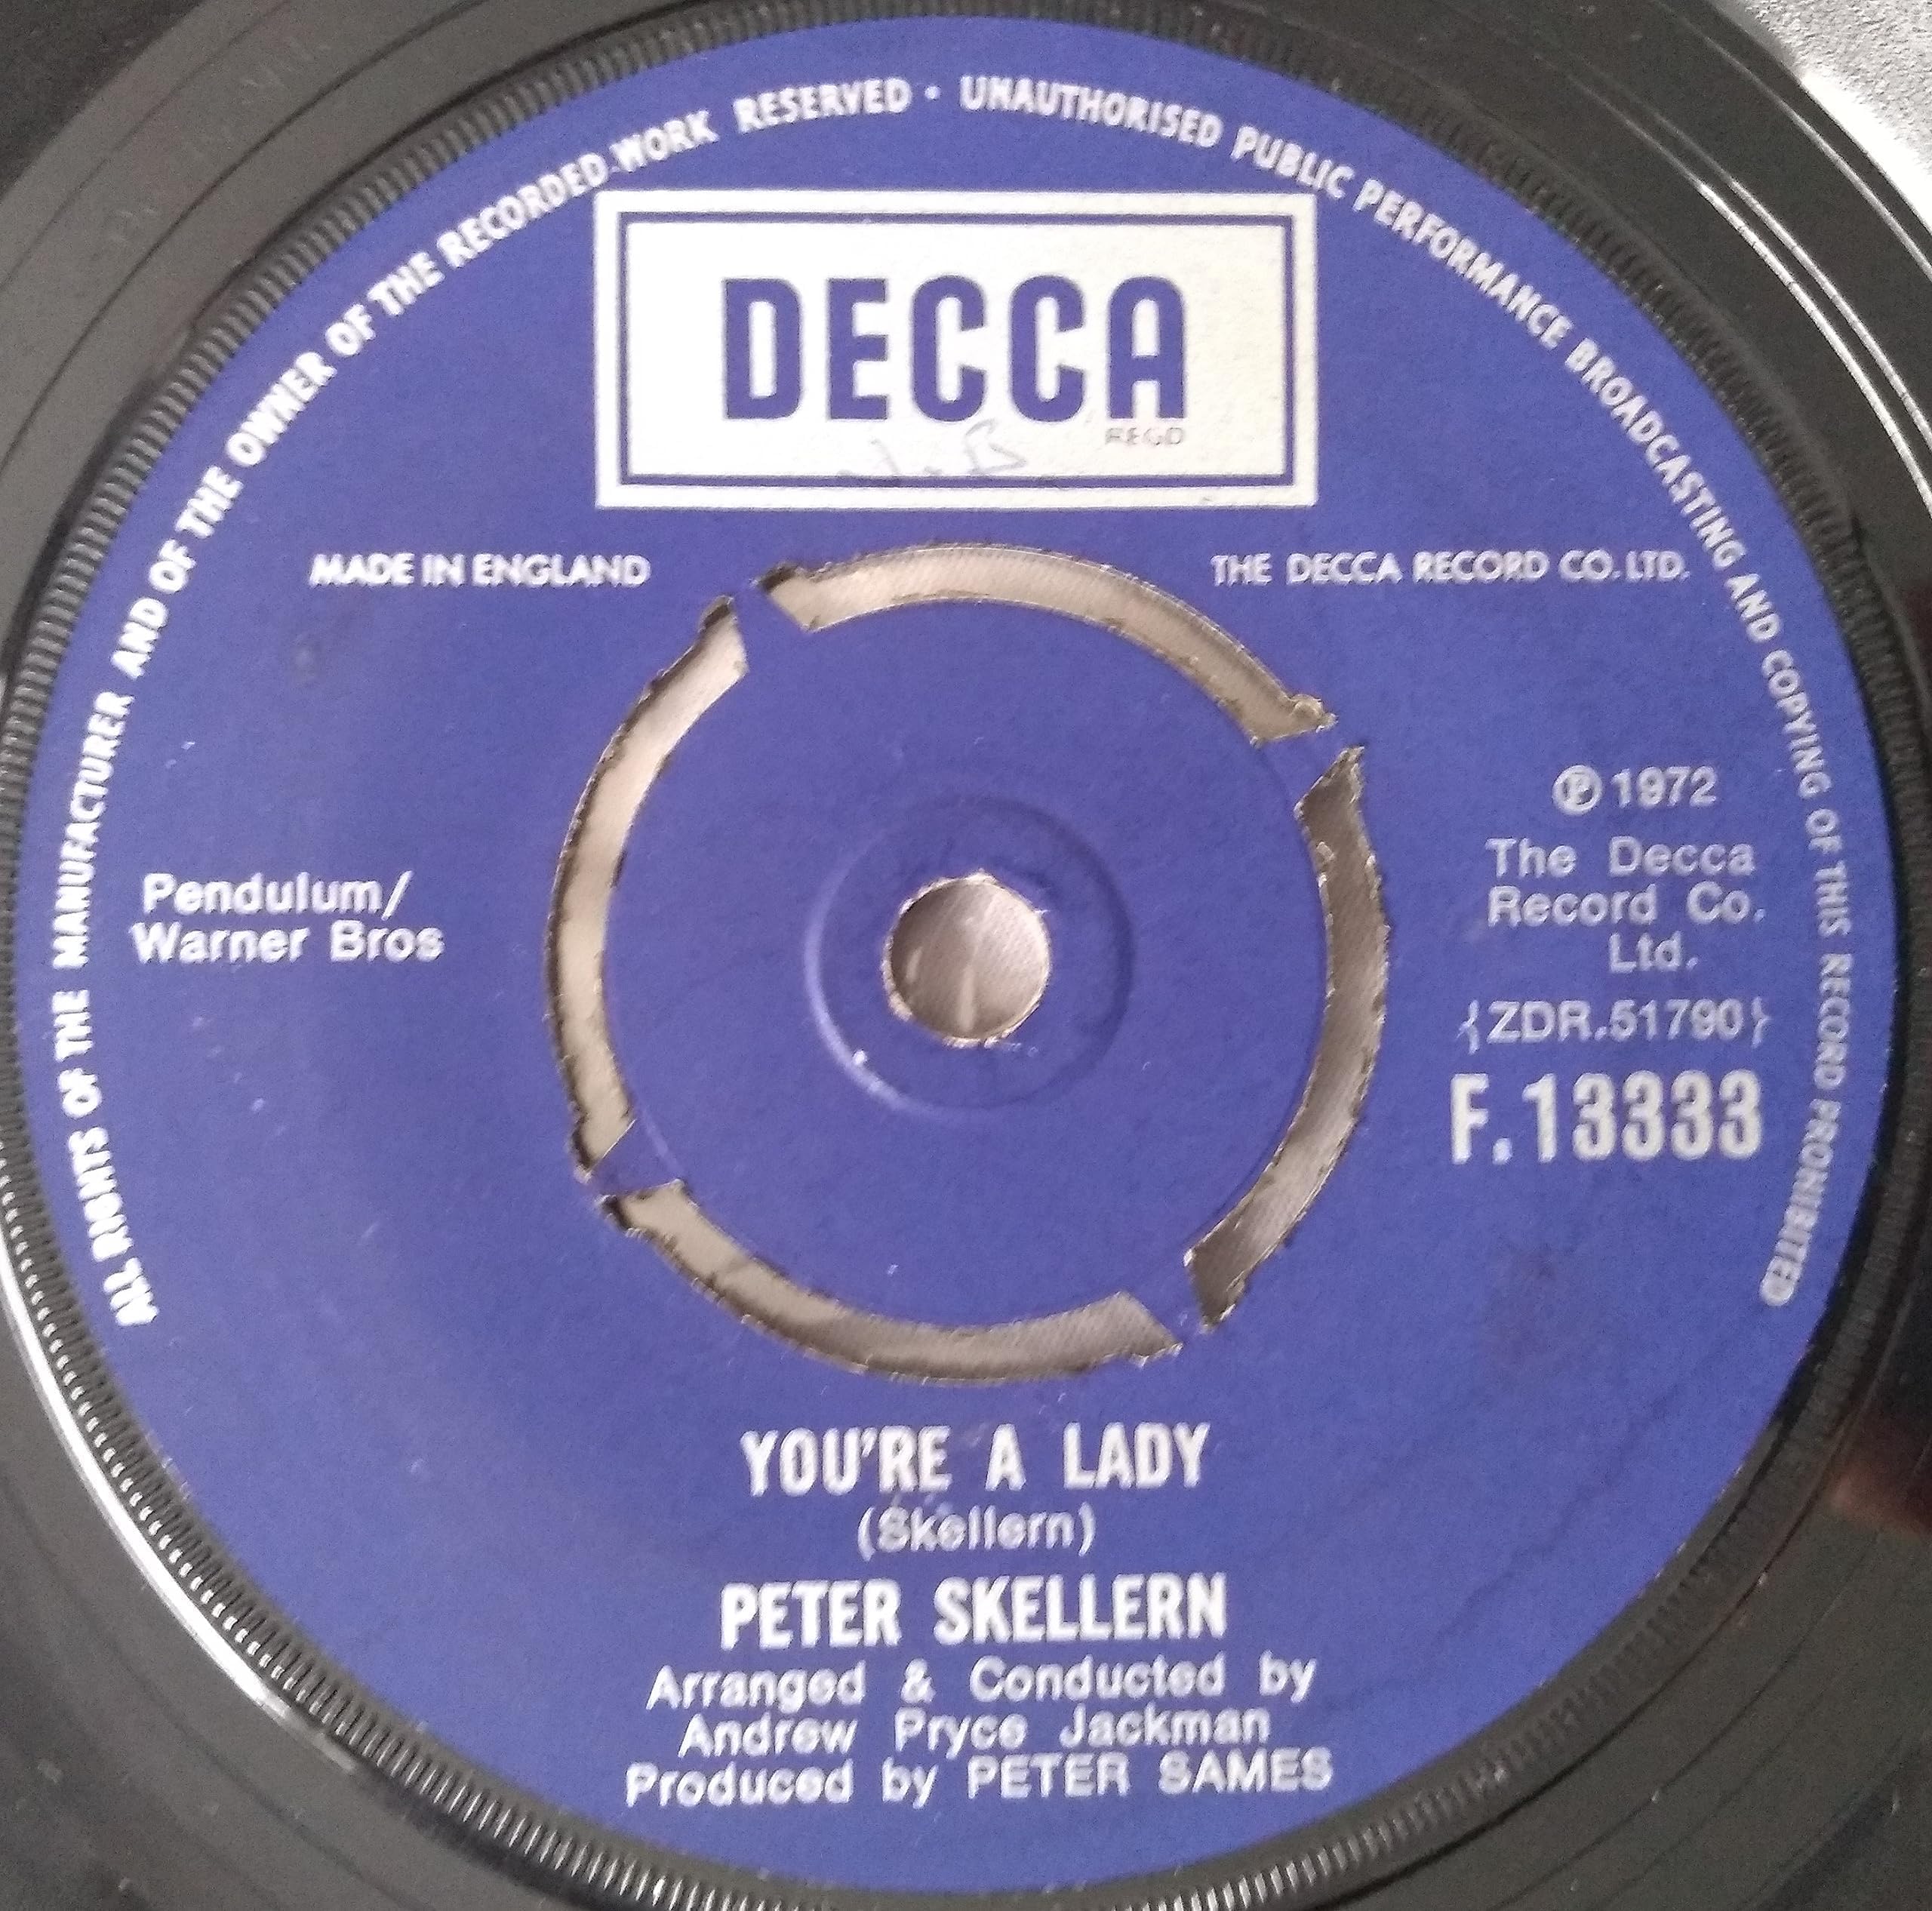 ALL RIGHTS OF THE MANUFACTURER AND OF THE OWNER OF THE RECORDED WORK RESERVED · UNAUTHORISED PUBLIC PERFORMANCE BROADCASTING AND COPYING OF THIS RECORD PROHIBITED
DECCA
REGD
MADE IN ENGLAND
THE DECCA RECORD CO. LTD.
Pendulum/
Warner Bros
℗ 1972
The Decca
Record Co.
Ltd.
{ZDR.51790}
F.13333
YOU'RE A LADY
(Skellern)
PETER SKELLERN
Arranged & Conducted by
Andrew Pryce Jackman
Produced by PETER SAMES